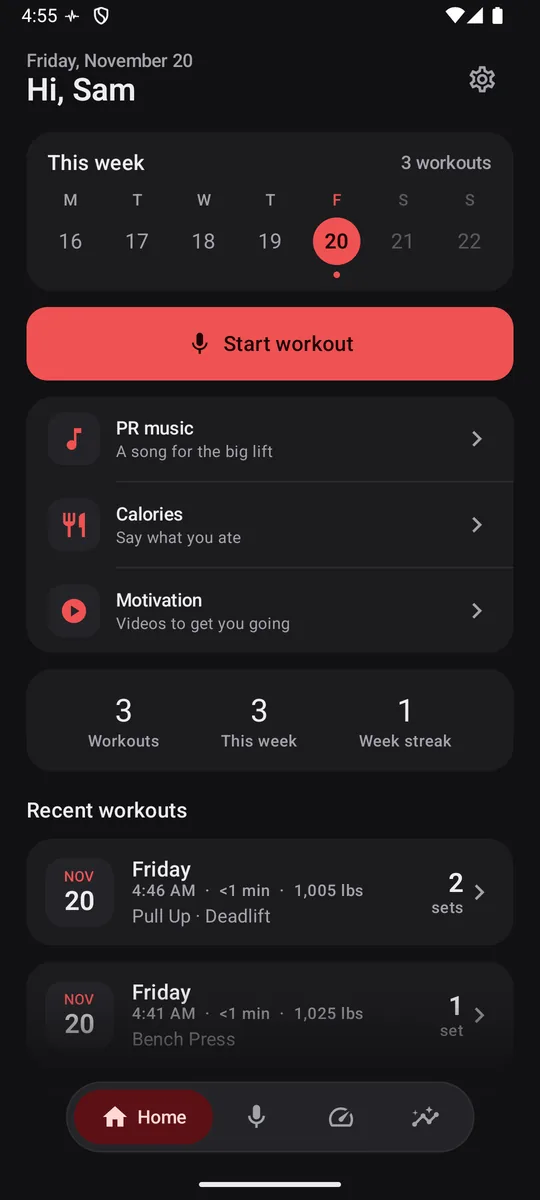 4:55
Friday, November 20
Hi, Sam
This week
3 workouts
M T W T F S S
16 17 18 19 20 21 22
Start workout
PR music
A song for the big lift
Calories
Say what you ate
Motivation
Videos to get you going
3 3 1
Workouts This week Week streak
Recent workouts
NOV
20
Friday
4:46 AM · <1 min · 1,005 lbs
Pull Up · Deadlift
2
sets
NOV
20
Friday
4:41 AM · <1 min · 1,025 lbs
Bench Press
1
set
Home